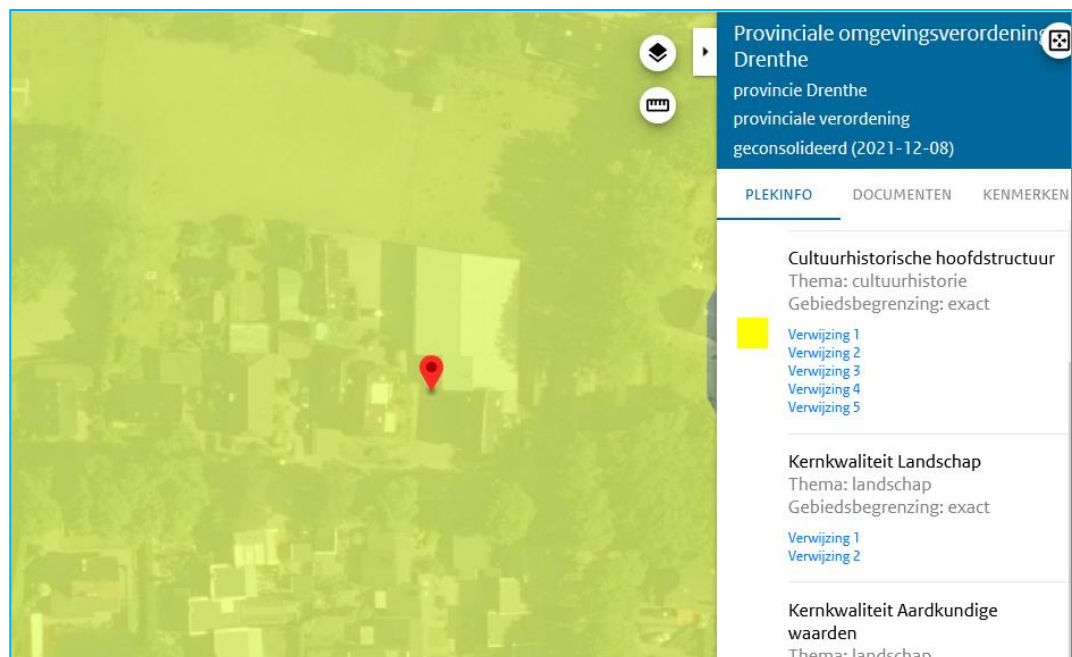 Provinciale omgevingsverordening
Drenthe
provincie Drenthe
provinciale verordening
geconsolideerd (2021-12-08)
PLEKINFO DOCUMENTEN KENMERKEN
Cultuurhistorische hoofdstructuur
Thema: cultuurhistorie
Gebiedsbegrenzing: exact
Verwijzing 1
Verwijzing 2
Verwijzing 3
Verwijzing 4
Verwijzing 5
Kernkwaliteit Landschap
Thema: landschap
Gebiedsbegrenzing: exact
Verwijzing 1
Verwijzing 2
Kernkwaliteit Aardkundige
waarden
Thema: landschap